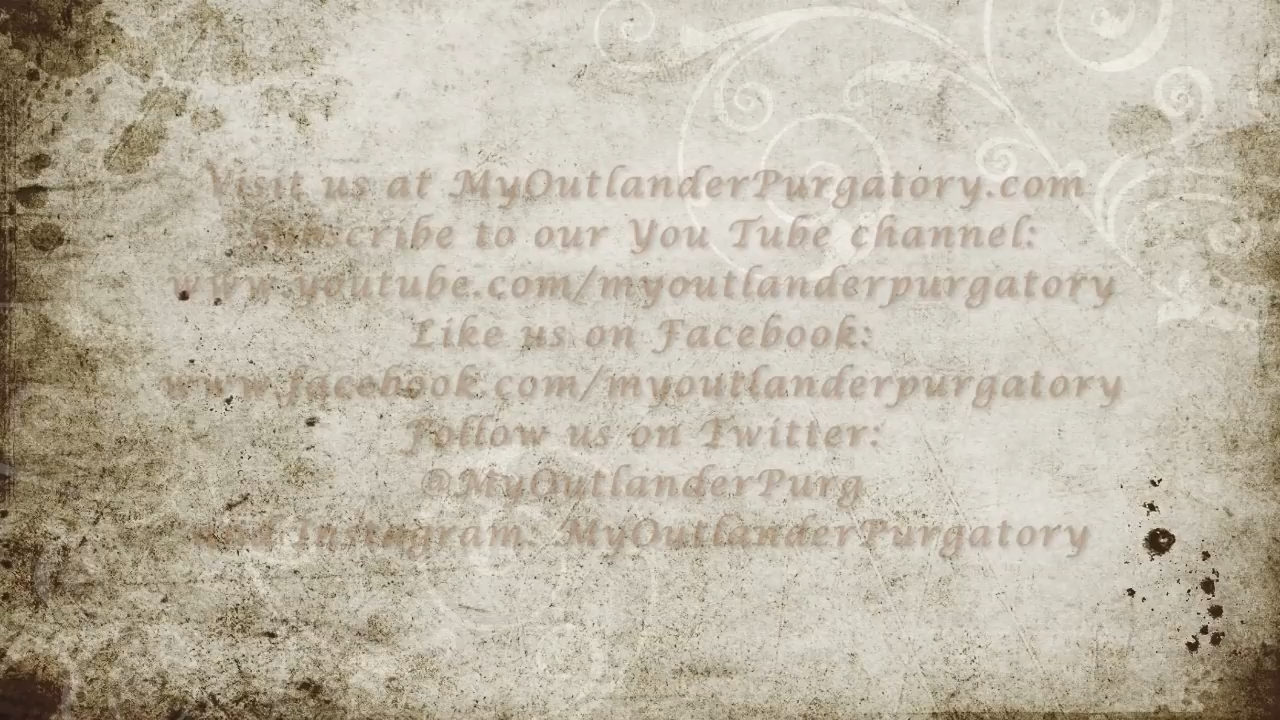 Visit us at MyOutlanderPurgatory.com
Subscribe to our You Tube channel:
www.youtube.com/myoutlanderpurgatory
Like us on Facebook:
www.facebook.com/myoutlanderpurgatory
Follow us on Twitter:
@MyOutlanderPurg
and Instagram: MyOutlanderPurgatory